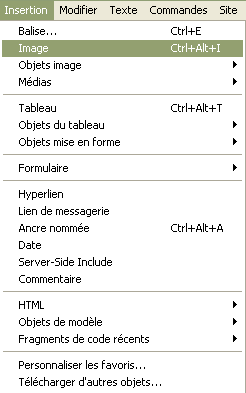 Insertion Modifier Texte Commandes Site
Balise... Ctrl+E
Image Ctrl+Alt+I
Objets image
Médias
Tableau Ctrl+Alt+T
Objets du tableau
Objets mise en forme
Formulaire
Hyperlien
Lien de messagerie
Ancre nommée Ctrl+Alt+A
Date
Server-Side Include
Commentaire
HTML
Objets de modèle
Fragments de code récents
Personnaliser les favoris...
Télécharger d'autres objets...